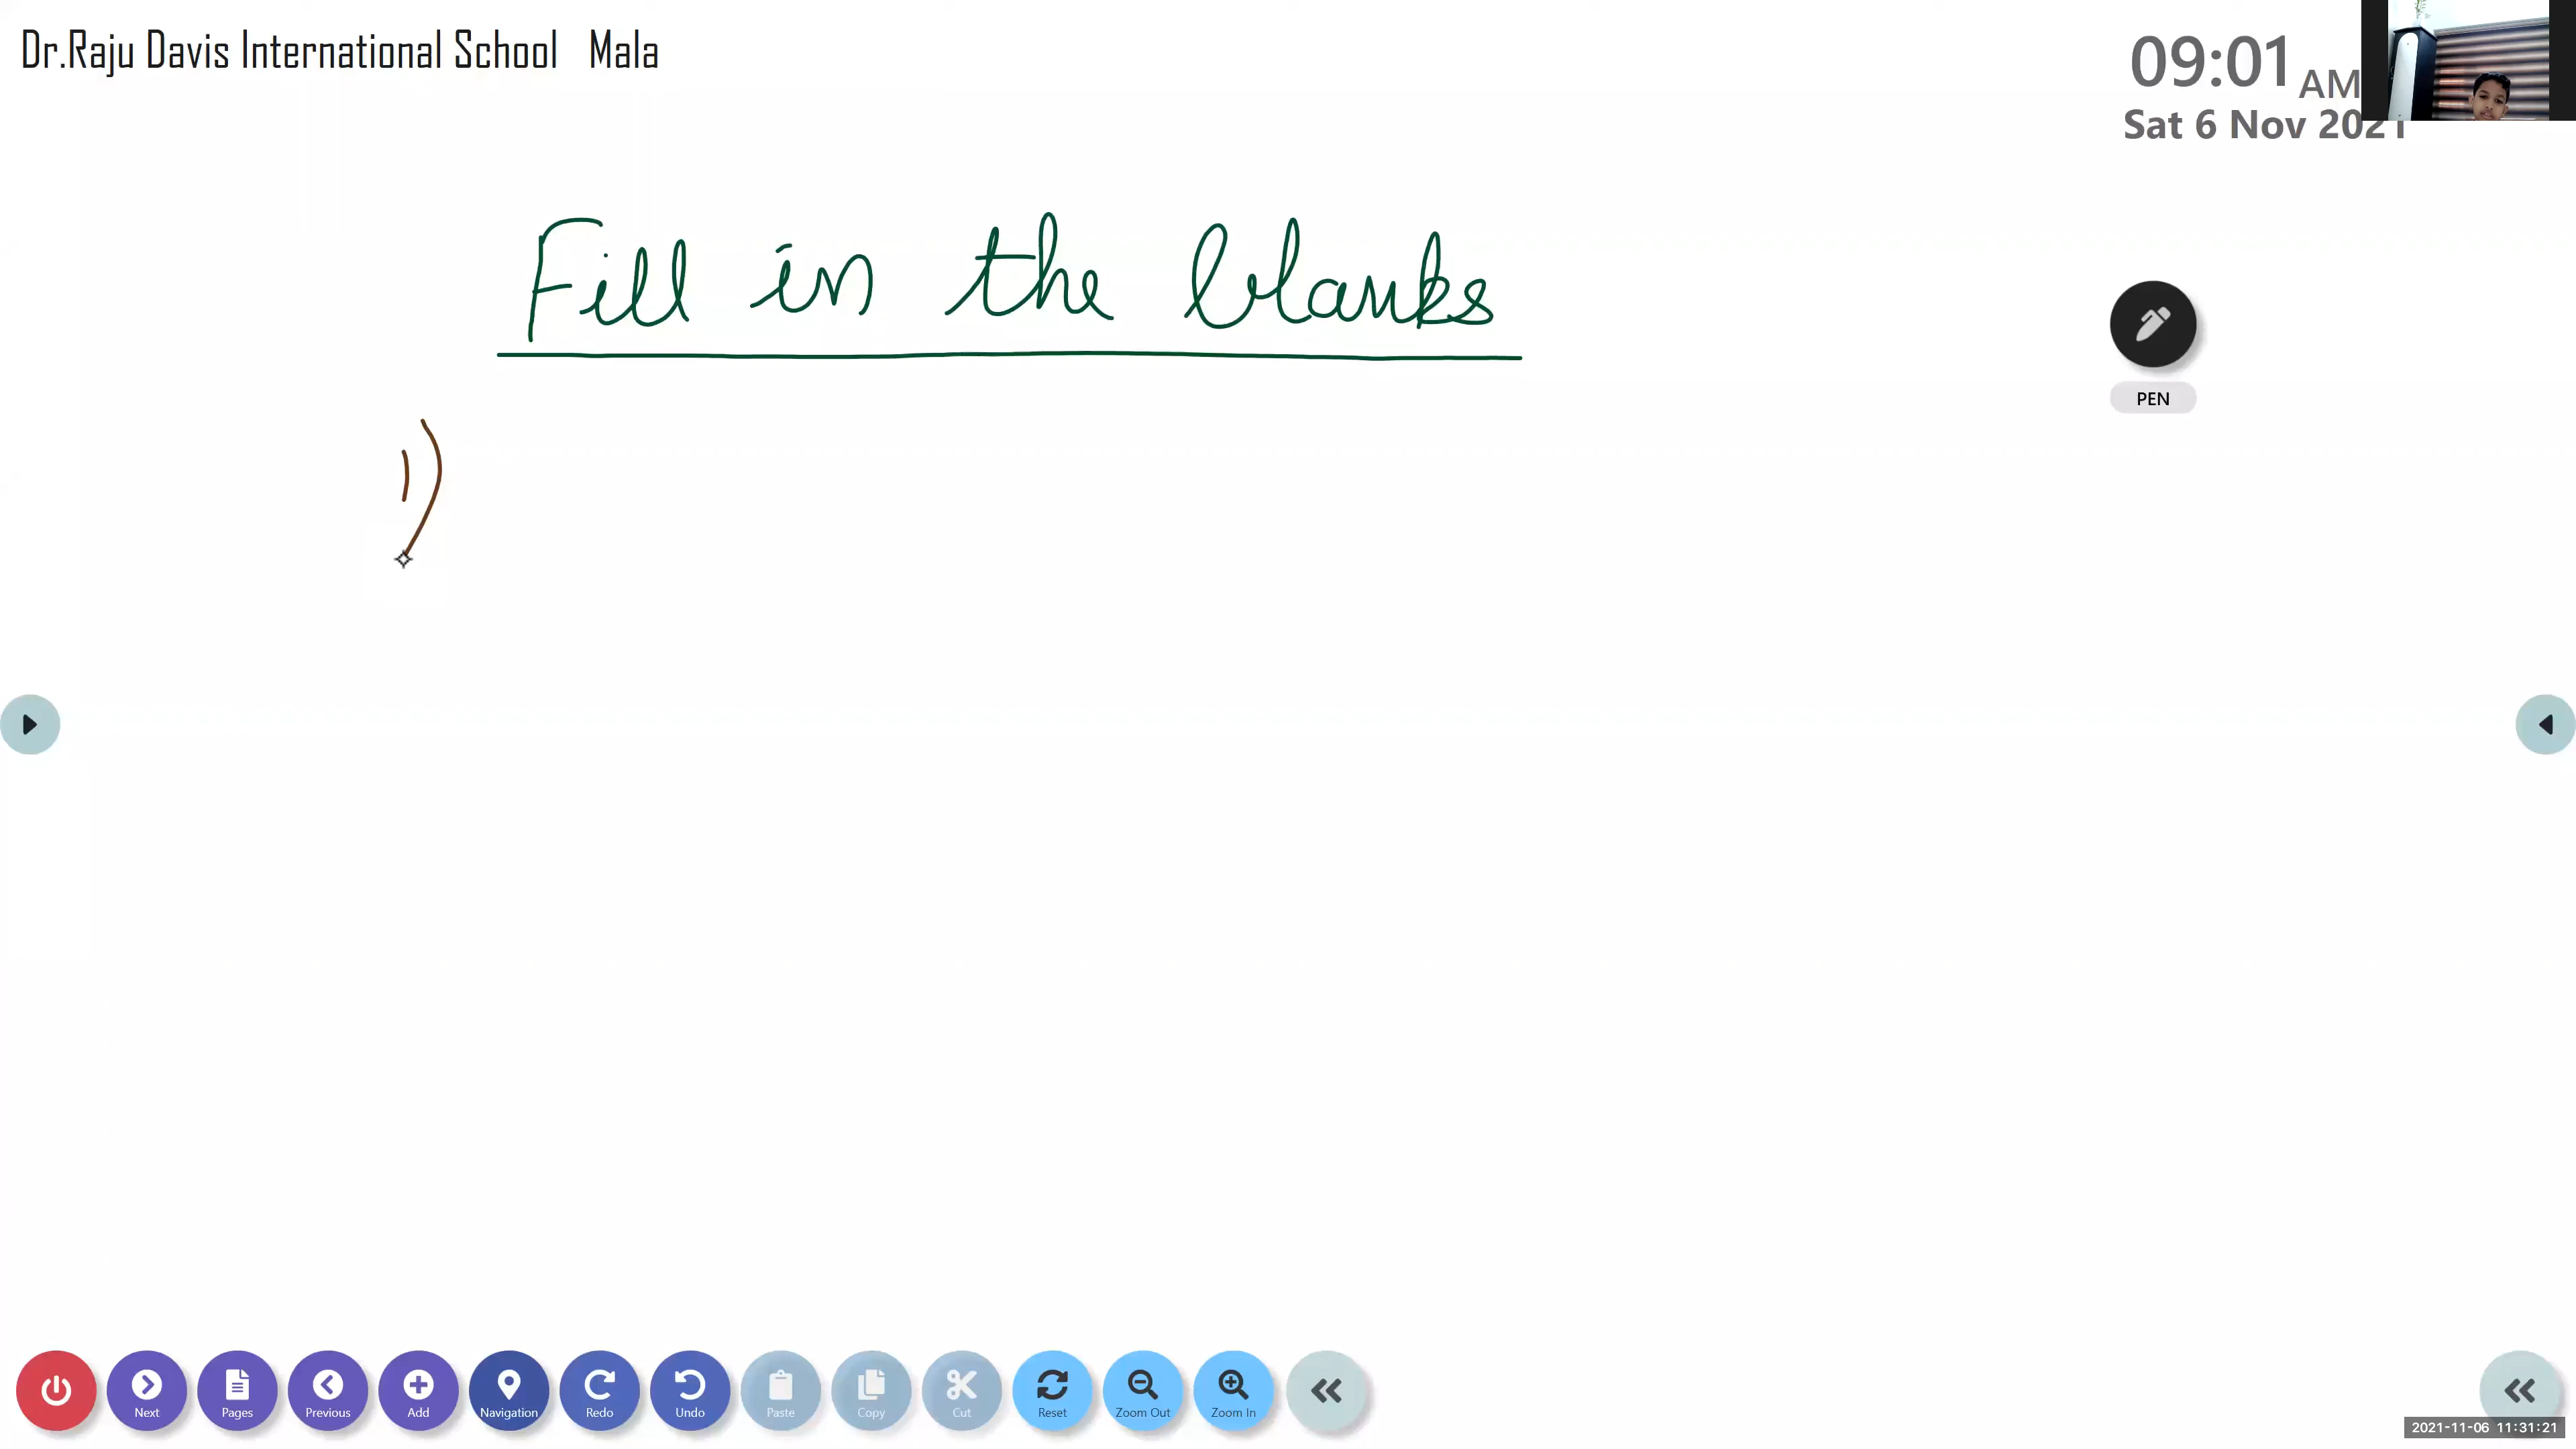 Dr.Raju Davis International School Mala
09:01 AM
Sat 6 Nov 2021
Fill in the blanks
PEN
1)
Next Pages Previous Add Navigation Redo Undo Paste Copy Cut Reset Zoom Out Zoom In
2021-11-06 11:31:21